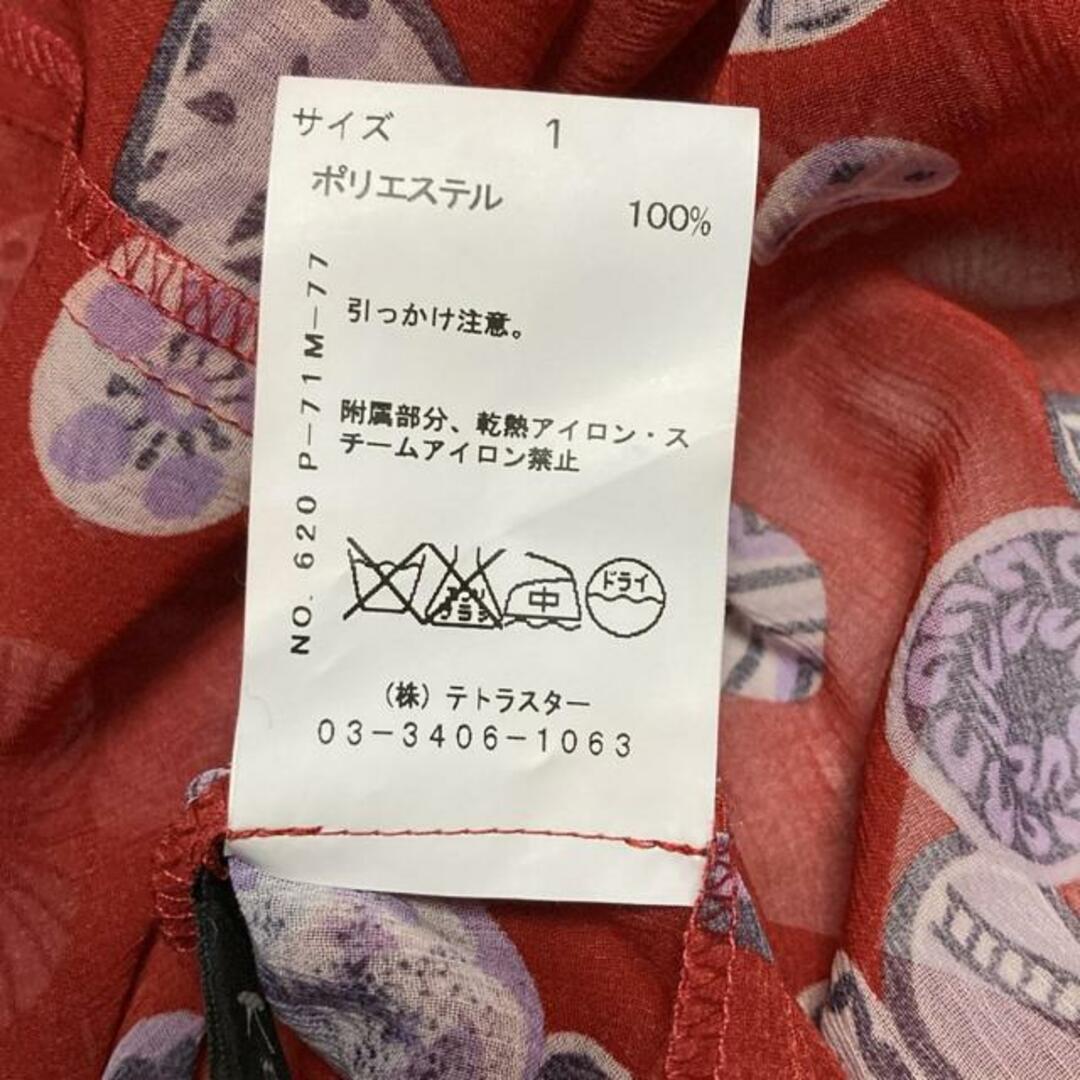 サイズ 1
ポリエステル
100%
引っかけ注意。
附属部分、乾熱アイロン・ス
チームアイロン禁止
NO. 620 P-71M-77
中
ドライ
(株)テトラスター
03-3406-1063